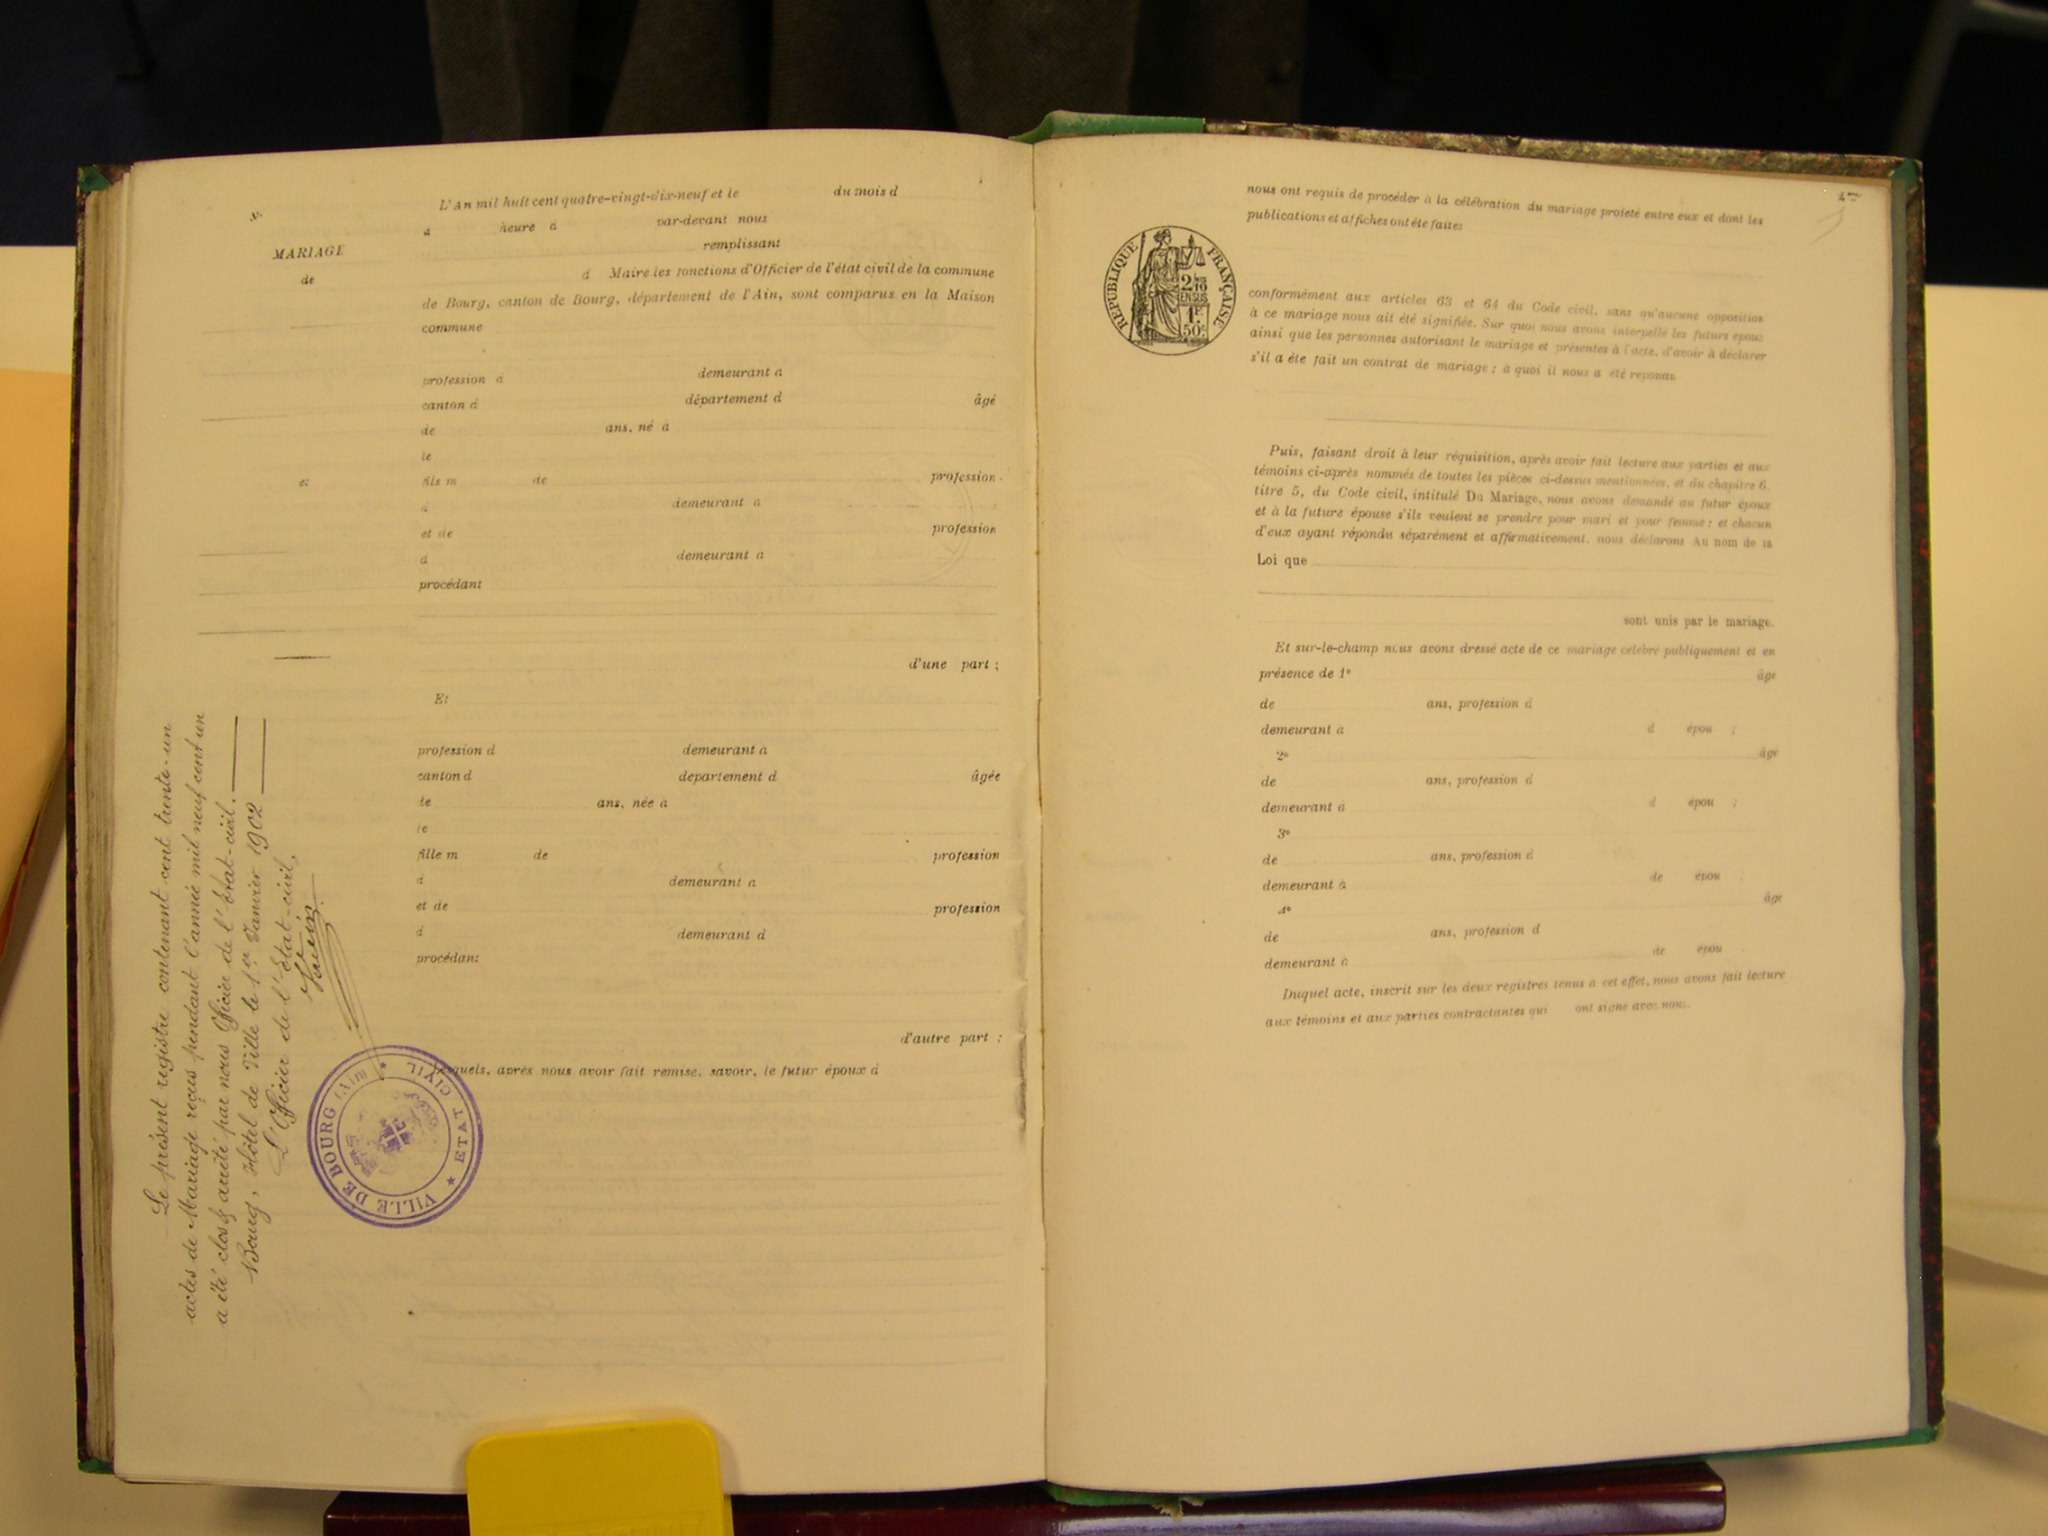 N.
MARIAGE
de
et
L'An mil huit cent quatre-vingt-dix-neuf et le du mois d
à heure d par-devant nous
remplissant
d Maire les fonctions d'Officier de l'état civil de la commune
de Bourg, canton de Bourg, département de l'Ain, sont comparus en la Maison
commune
profession d demeurant à
canton d département d âgé
de ans, né à
le
fils m de profession
d demeurant à
et de profession
d demeurant à
procédant
d'une part ;
Et
profession d demeurant à
canton d département d âgée
de ans, née à
le
fille m de profession
d demeurant à
et de profession
d demeurant à
procédant
d'autre part ;
Lesquels, après nous avoir fait remise, savoir, le futur époux d
Le présent registre contenant cent trente-un
actes de Mariage reçus pendant l'année mil neuf cent un
a été clos & arrêté par nous Officier de l'état-civil.
Bourg, Hôtel de Ville le 1er Janvier 1902
L'Officier de l'état-civil,
VILLE DE BOURG (AIN)
ETAT CIVIL
nous ont requis de procéder à la célébration du mariage projeté entre eux et dont les
publications et affiches ont été faites
RÉPUBLIQUE FRANÇAISE
2/10 EN SUS
1F 50c
conformément aux articles 63 et 64 du Code civil, sans qu'aucune opposition
à ce mariage nous ait été signifiée. Sur quoi nous avons interpellé les futurs époux
ainsi que les personnes autorisant le mariage et présentes à l'acte, d'avoir à déclarer
s'il a été fait un contrat de mariage ; à quoi il nous a été répondu
Puis, faisant droit à leur réquisition, après avoir fait lecture aux parties et aux
témoins ci-après nommés de toutes les pièces ci-dessus mentionnées, et du chapitre 6,
titre 5, du Code civil, intitulé Du Mariage, nous avons demandé au futur époux
et à la future épouse s'ils veulent se prendre pour mari et pour femme ; et chacun
d'eux ayant répondu séparément et affirmativement, nous déclarons Au nom de la
Loi que
sont unis par le mariage.
Et sur-le-champ nous avons dressé acte de ce mariage célébré publiquement et en
présence de 1° âgé
de ans, profession d
demeurant à d épou ;
2° âgé
de ans, profession d
demeurant à d épou ;
3°
de ans, profession d
demeurant à de épou ;
4° âgé
de ans, profession d
demeurant à de épou
Duquel acte, inscrit sur les deux registres tenus à cet effet, nous avons fait lecture
aux témoins et aux parties contractantes qui ont signé avec nous.